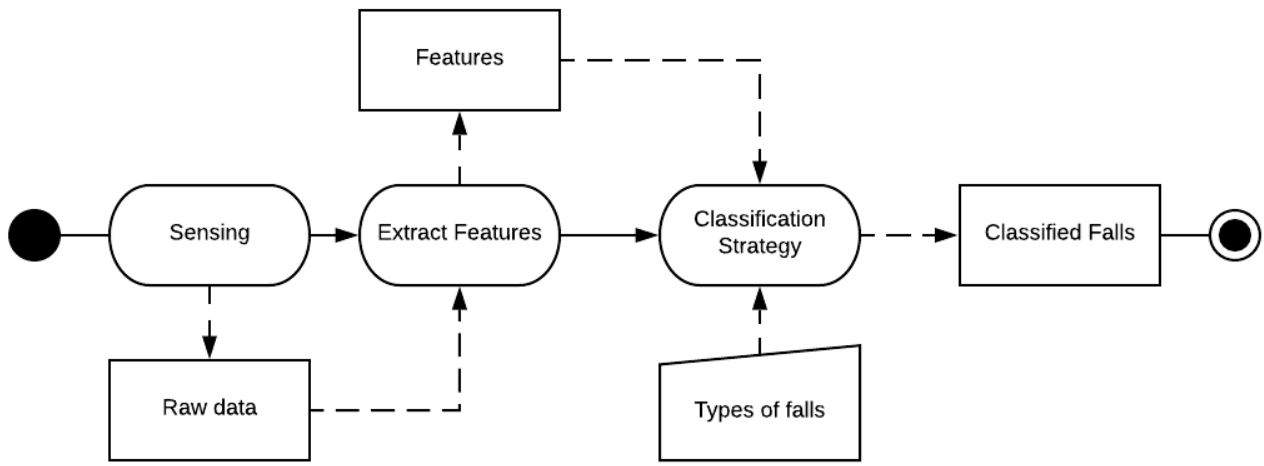 Features
Sensing
Extract Features
Classification
Strategy
Classified Falls
Raw data
Types of falls